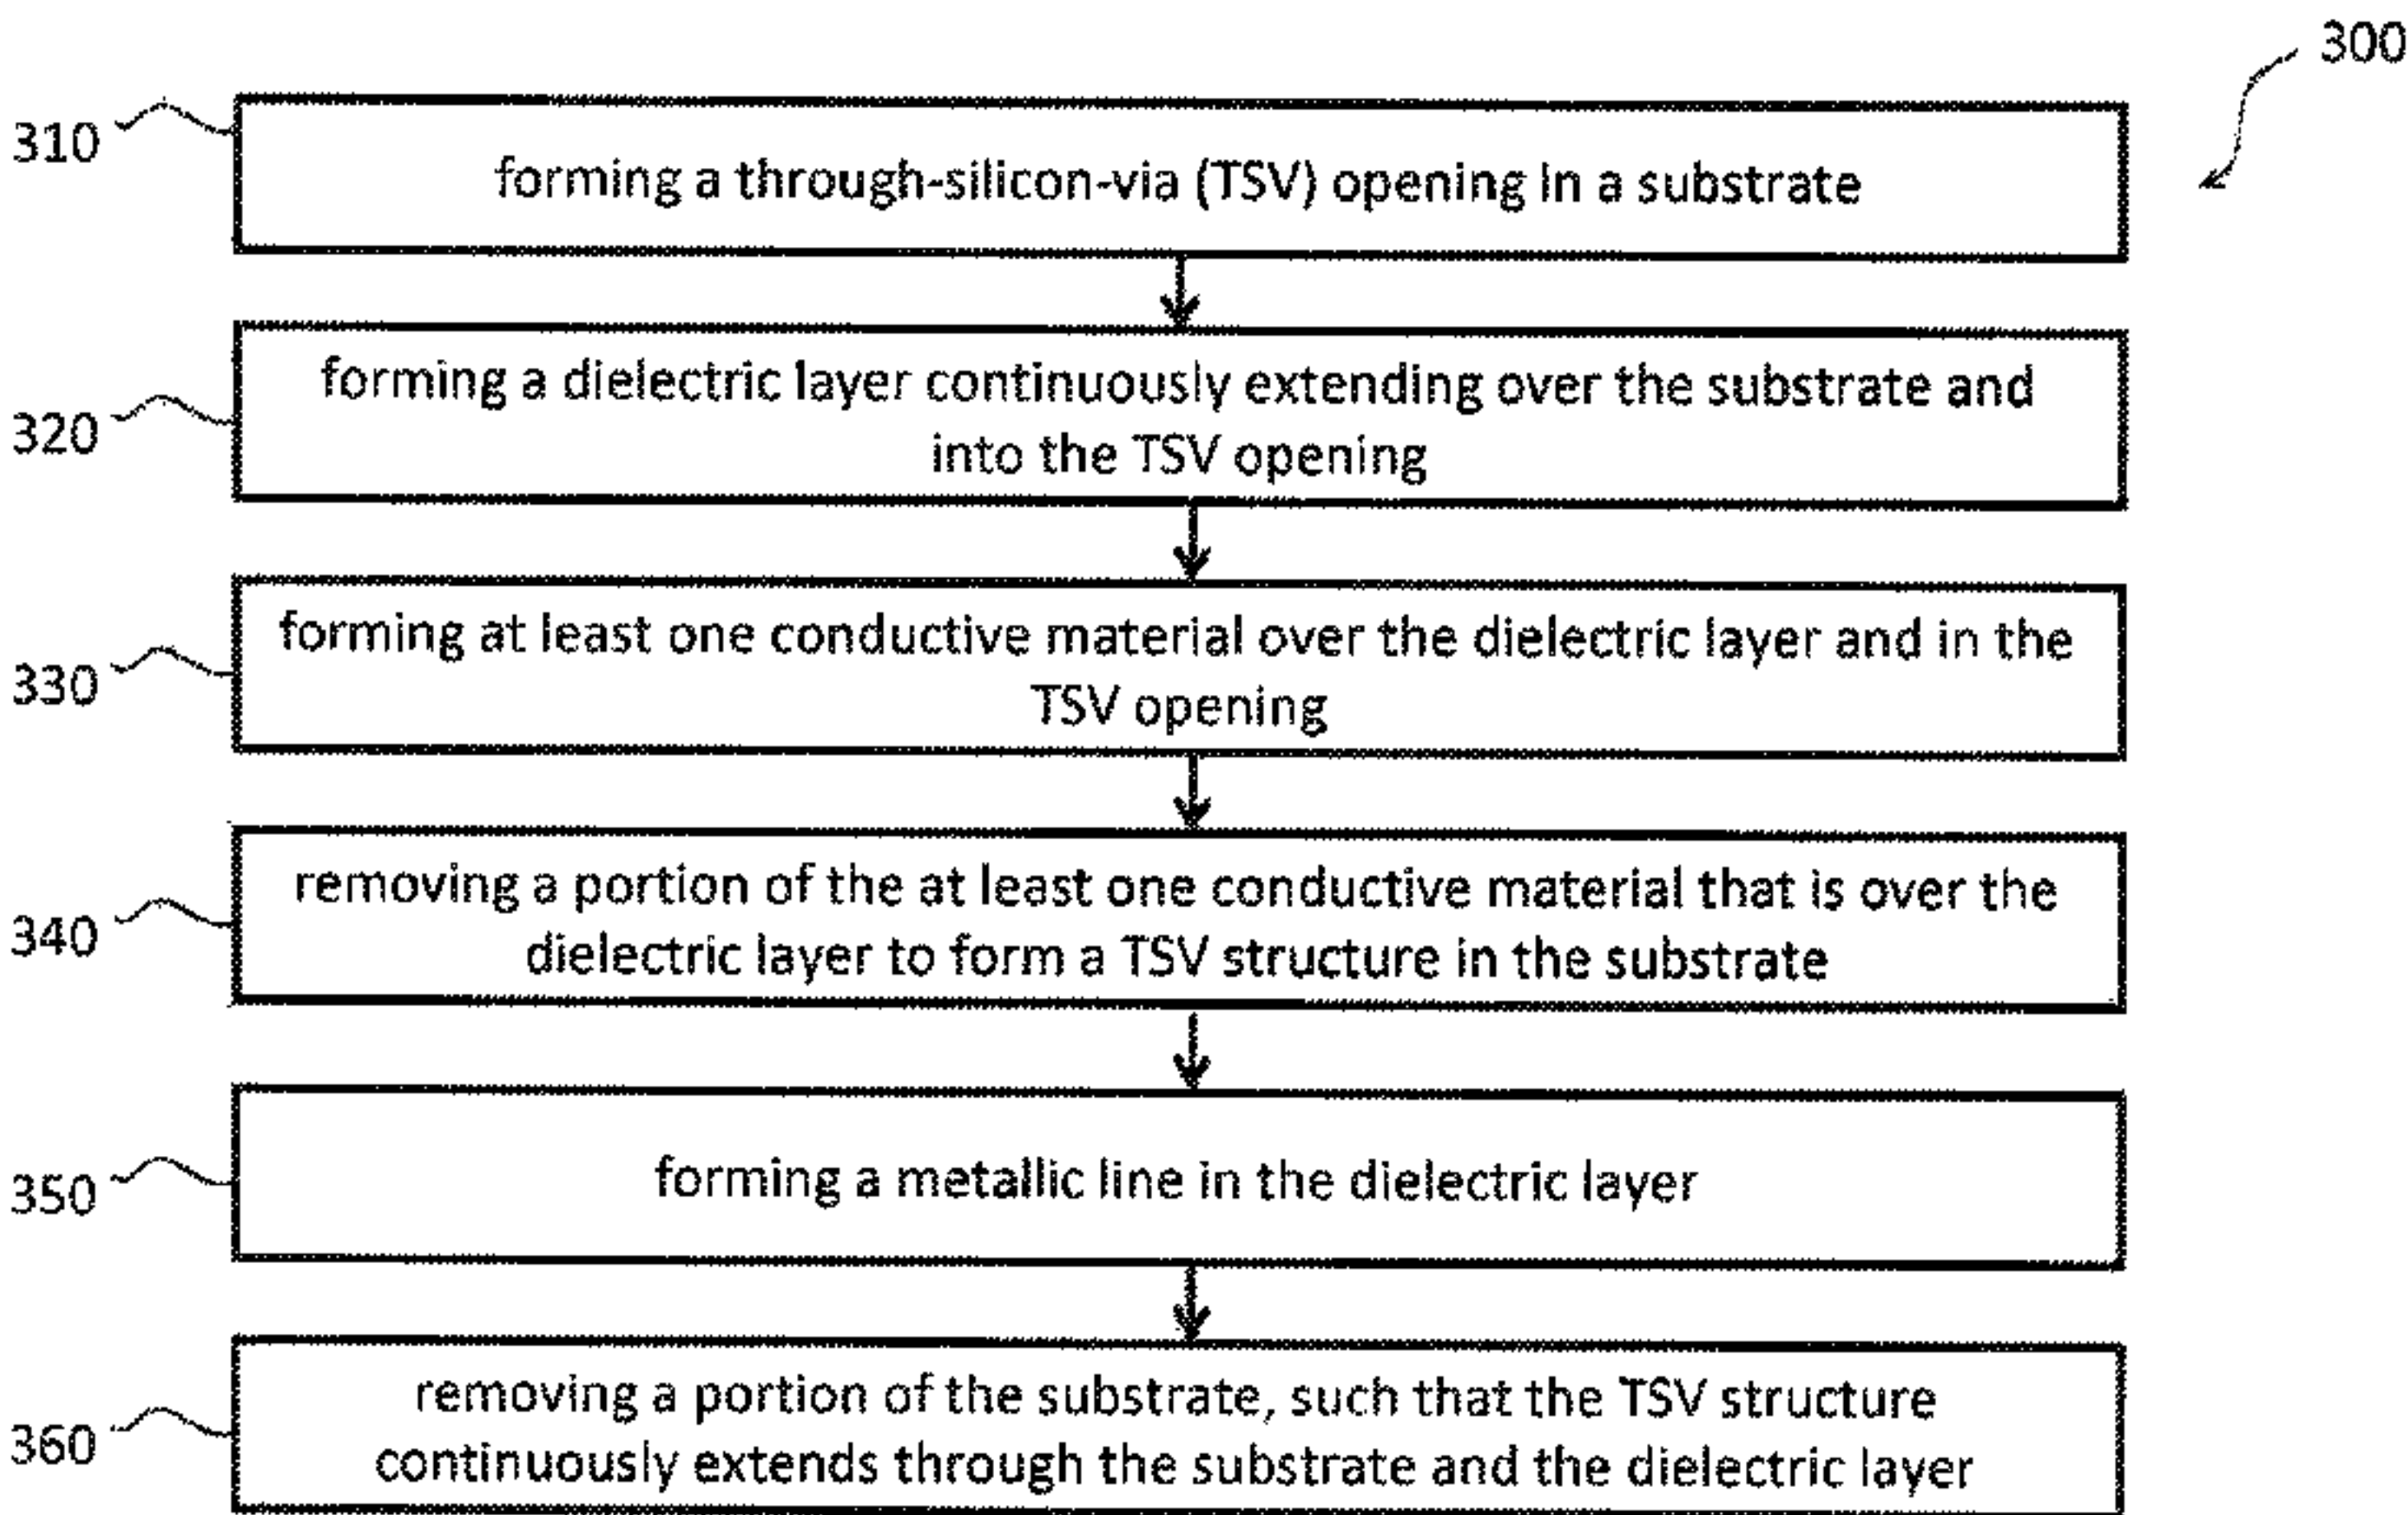 300
310
forming a through-silicon-via (TSV) opening in a substrate
320
forming a dielectric layer continuously extending over the substrate and
into the TSV opening
330
forming at least one conductive material over the dielectric layer and in the
TSV opening
340
removing a portion of the at least one conductive material that is over the
dielectric layer to form a TSV structure in the substrate
350
forming a metallic line in the dielectric layer
360
removing a portion of the substrate, such that the TSV structure
continuously extends through the substrate and the dielectric layer